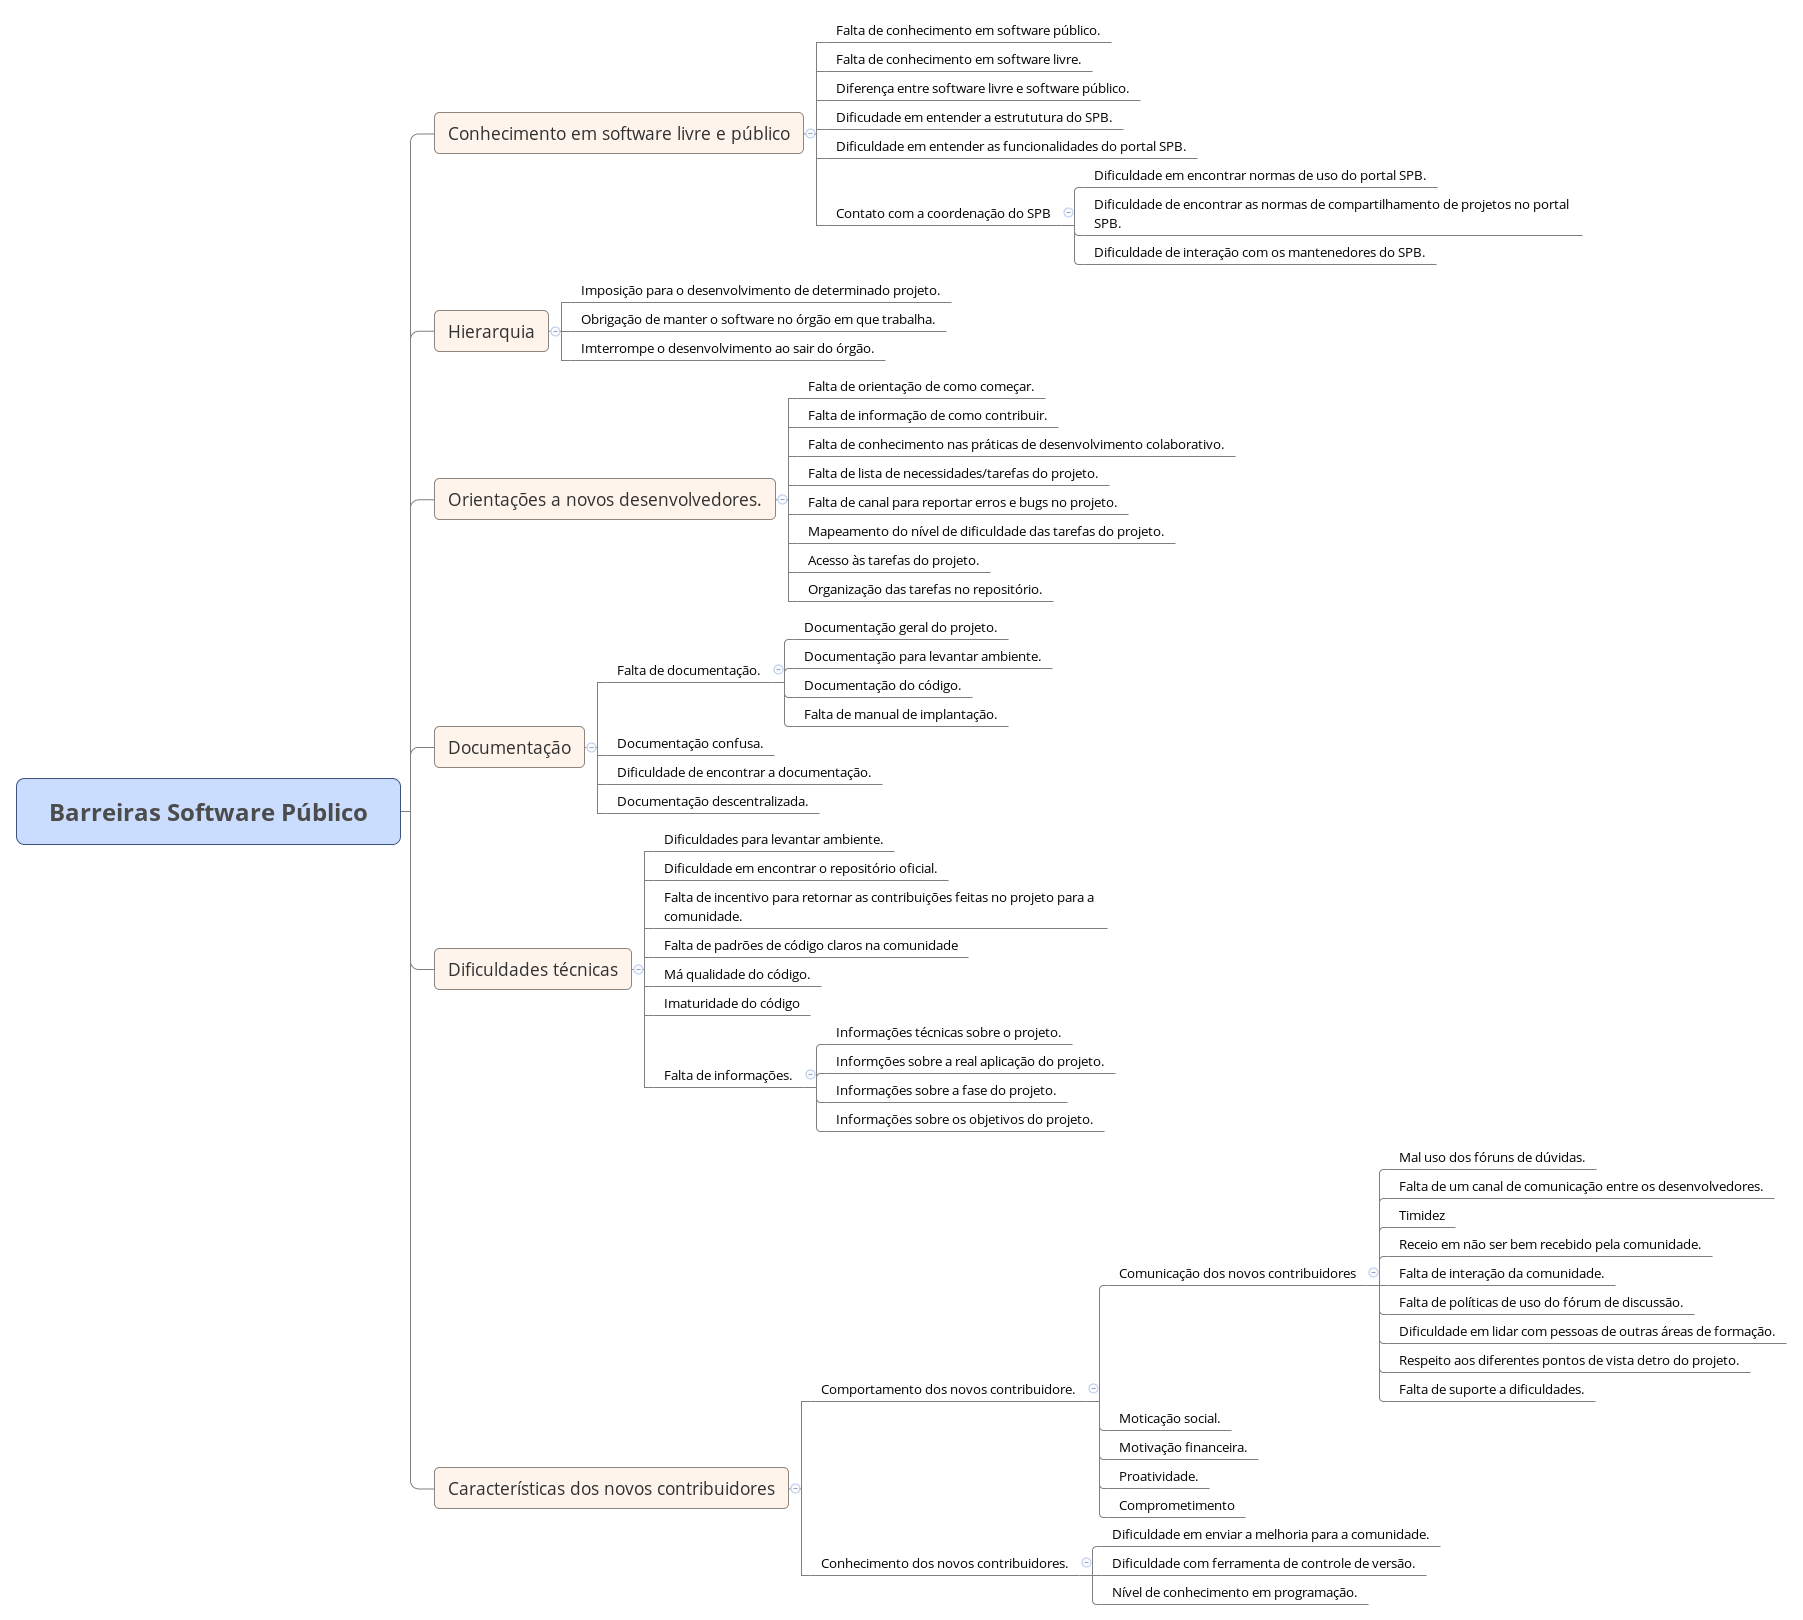 Barreiras Software Público
Conhecimento em software livre e público
Falta de conhecimento em software público.
Falta de conhecimento em software livre.
Diferença entre software livre e software público.
Dificudade em entender a estrututura do SPB.
Dificuldade em entender as funcionalidades do portal SPB.
Contato com a coordenação do SPB
Dificuldade em encontrar normas de uso do portal SPB.
Dificuldade de encontrar as normas de compartilhamento de projetos no portal
SPB.
Dificuldade de interação com os mantenedores do SPB.
Hierarquia
Imposição para o desenvolvimento de determinado projeto.
Obrigação de manter o software no órgão em que trabalha.
Imterrompe o desenvolvimento ao sair do órgão.
Orientações a novos desenvolvedores.
Falta de orientação de como começar.
Falta de informação de como contribuir.
Falta de conhecimento nas práticas de desenvolvimento colaborativo.
Falta de lista de necessidades/tarefas do projeto.
Falta de canal para reportar erros e bugs no projeto.
Mapeamento do nível de dificuldade das tarefas do projeto.
Acesso às tarefas do projeto.
Organização das tarefas no repositório.
Documentação
Falta de documentação.
Documentação geral do projeto.
Documentação para levantar ambiente.
Documentação do código.
Falta de manual de implantação.
Documentação confusa.
Dificuldade de encontrar a documentação.
Documentação descentralizada.
Dificuldades técnicas
Dificuldades para levantar ambiente.
Dificuldade em encontrar o repositório oficial.
Falta de incentivo para retornar as contribuições feitas no projeto para a
comunidade.
Falta de padrões de código claros na comunidade
Má qualidade do código.
Imaturidade do código
Falta de informações.
Informações técnicas sobre o projeto.
Informções sobre a real aplicação do projeto.
Informações sobre a fase do projeto.
Informações sobre os objetivos do projeto.
Características dos novos contribuidores
Comportamento dos novos contribuidore.
Comunicação dos novos contribuidores
Mal uso dos fóruns de dúvidas.
Falta de um canal de comunicação entre os desenvolvedores.
Timidez
Receio em não ser bem recebido pela comunidade.
Falta de interação da comunidade.
Falta de políticas de uso do fórum de discussão.
Dificuldade em lidar com pessoas de outras áreas de formação.
Respeito aos diferentes pontos de vista detro do projeto.
Falta de suporte a dificuldades.
Moticação social.
Motivação financeira.
Proatividade.
Comprometimento
Conhecimento dos novos contribuidores.
Dificuldade em enviar a melhoria para a comunidade.
Dificuldade com ferramenta de controle de versão.
Nível de conhecimento em programação.